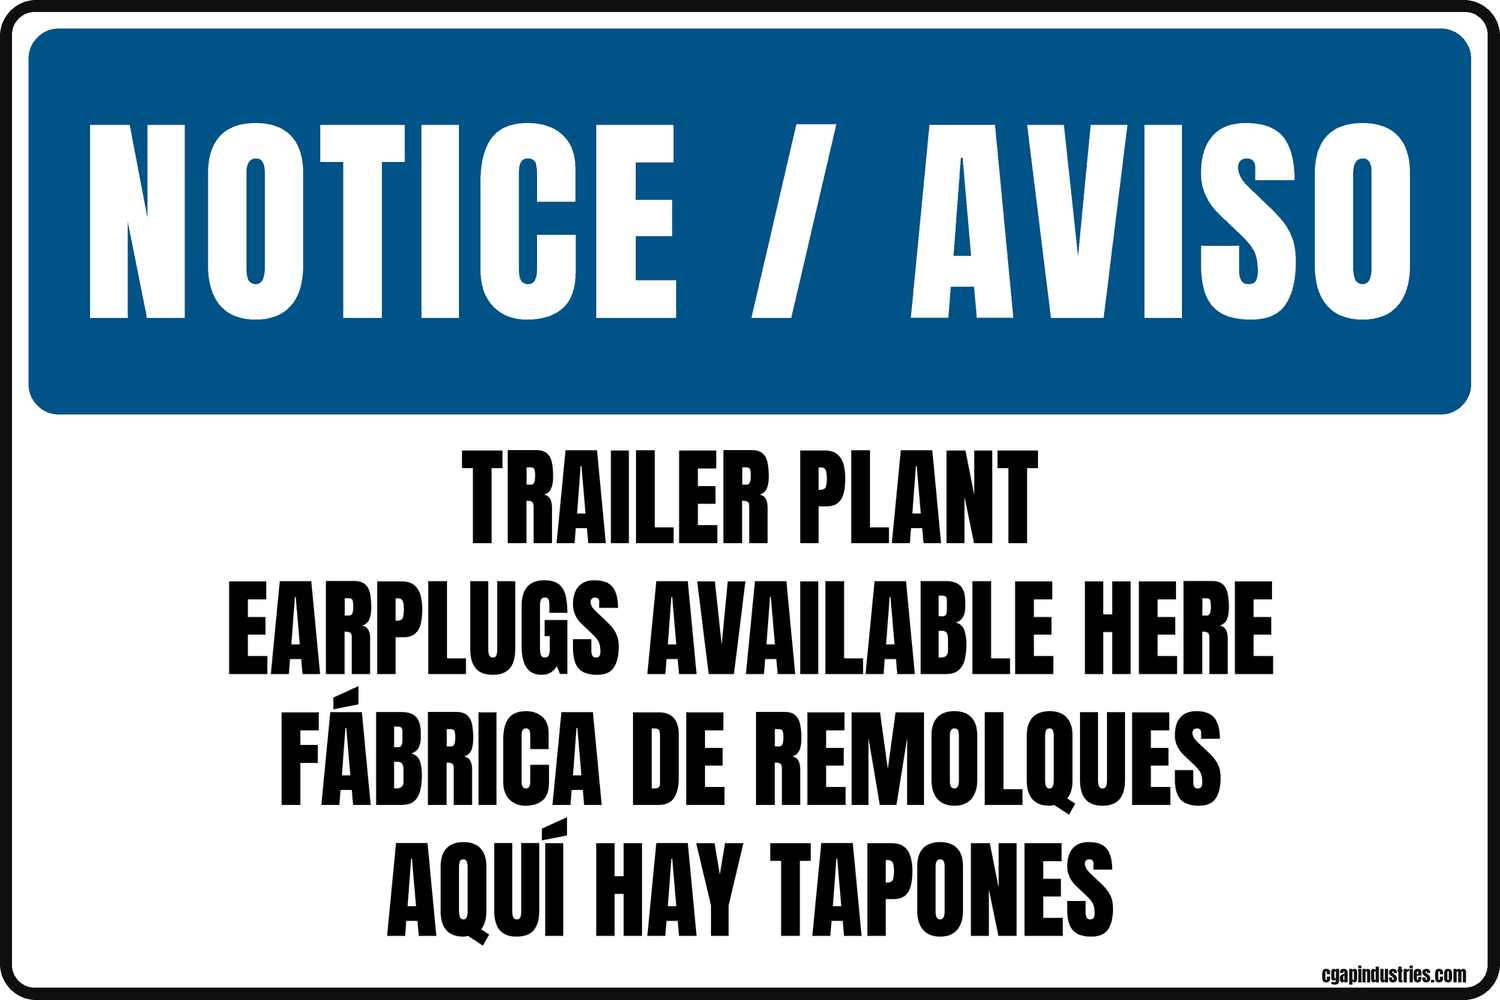 NOTICE / AVISO
TRAILER PLANT
EARPLUGS AVAILABLE HERE
FÁBRICA DE REMOLQUES
AQUÍ HAY TAPONES
cgapindustries.com